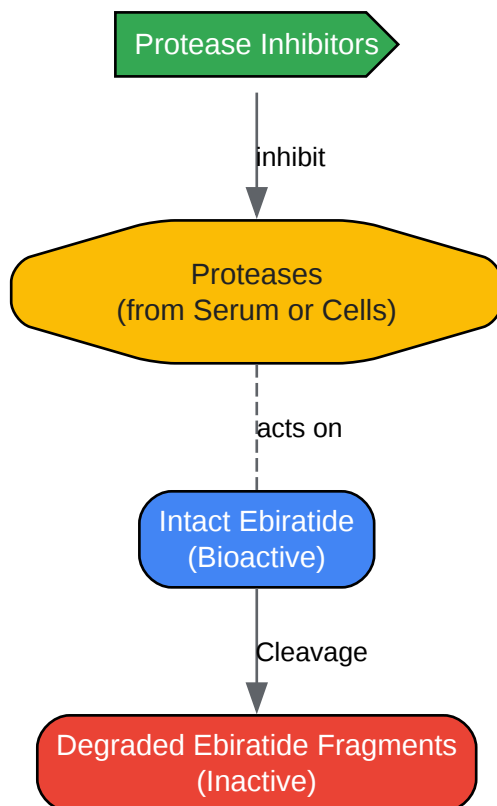 Protease Inhibitors
inhibit
Proteases
(from Serum or Cells)
acts on
Intact Ebiratide
(Bioactive)
Cleavage
Degraded Ebiratide Fragments
(Inactive)